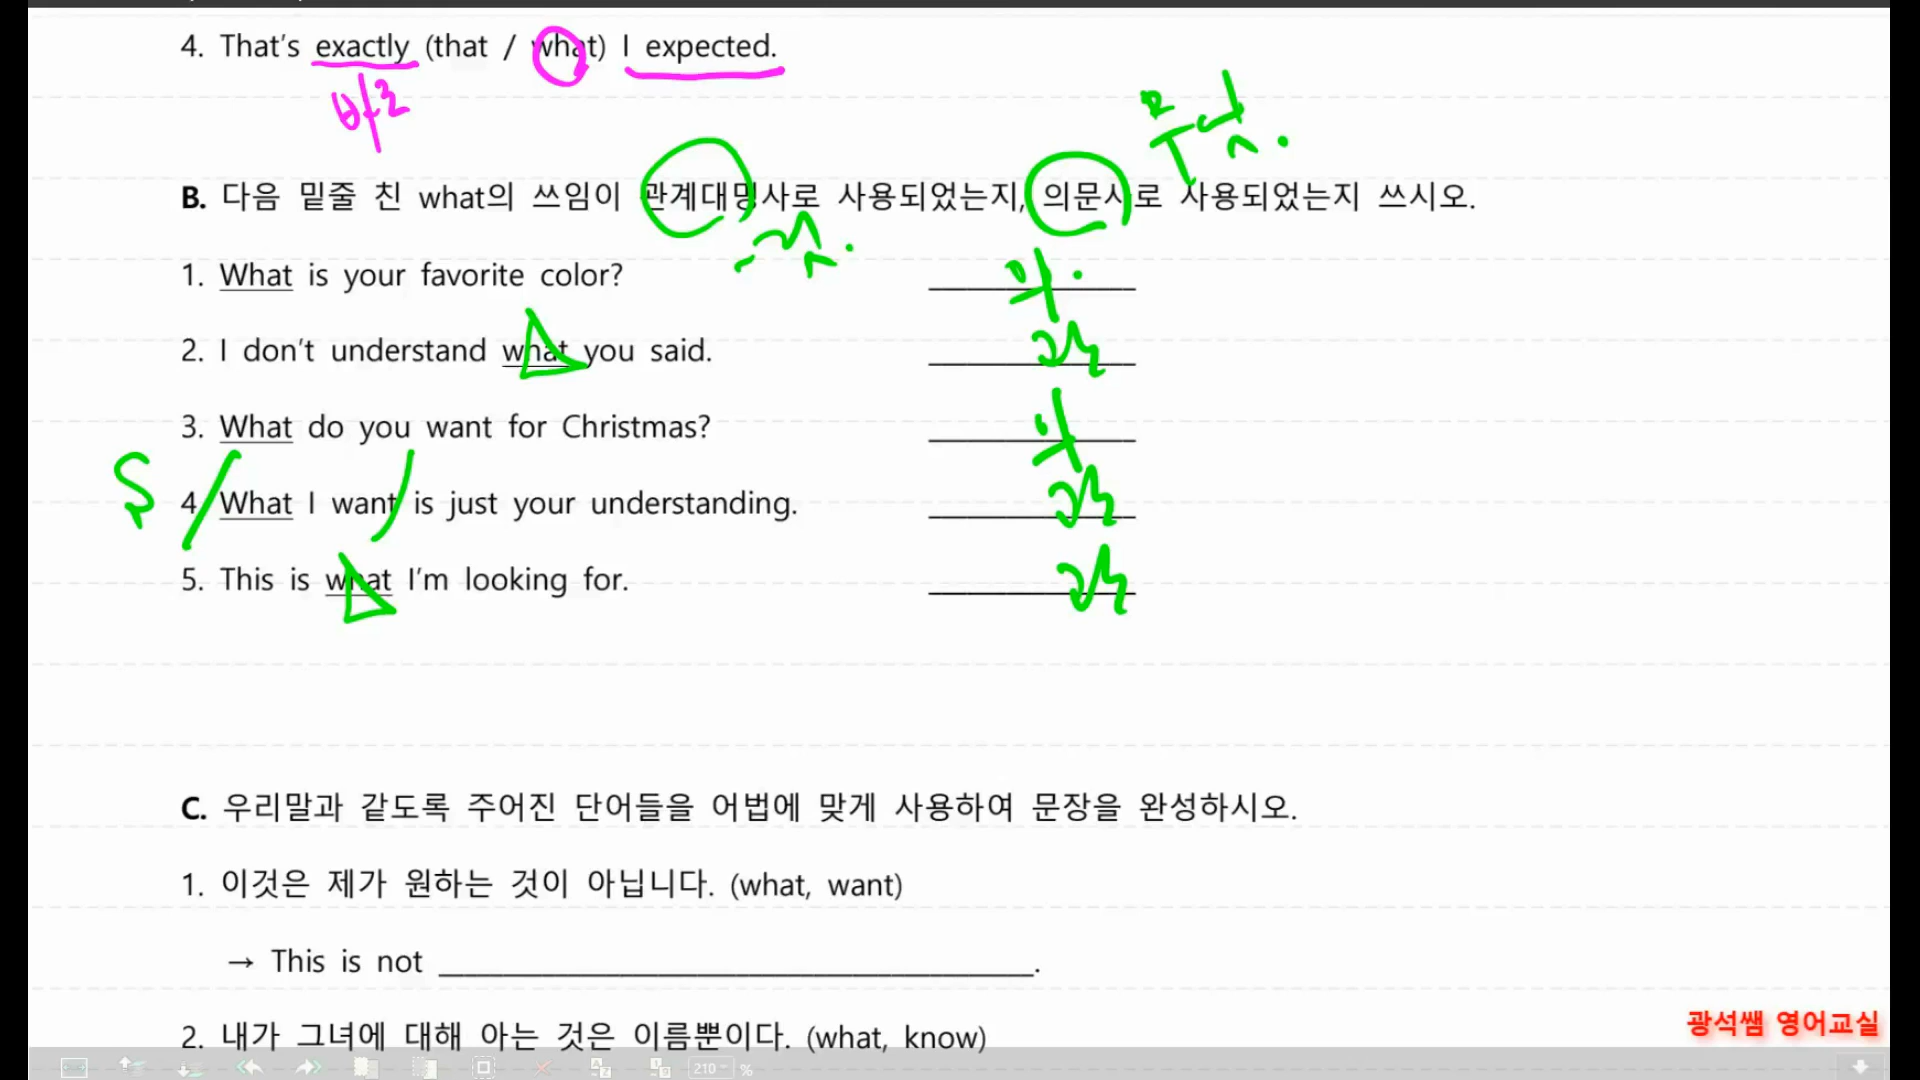 4. That's exactly (that / what) I expected.
바로
B. 다음 밑줄 친 what의 쓰임이 관계대명사로 사용되었는지, 의문사로 사용되었는지 쓰시오.
1. What is your favorite color? 의
2. I don't understand what you said. 관
3. What do you want for Christmas? 의
S 4. What I want is just your understanding. 관
5. This is what I'm looking for. 관
C. 우리말과 같도록 주어진 단어들을 어법에 맞게 사용하여 문장을 완성하시오.
1. 이것은 제가 원하는 것이 아닙니다. (what, want)
→ This is not ______________________.
2. 내가 그녀에 대해 아는 것은 이름뿐이다. (what, know)
광석쌤 영어교실
210 %